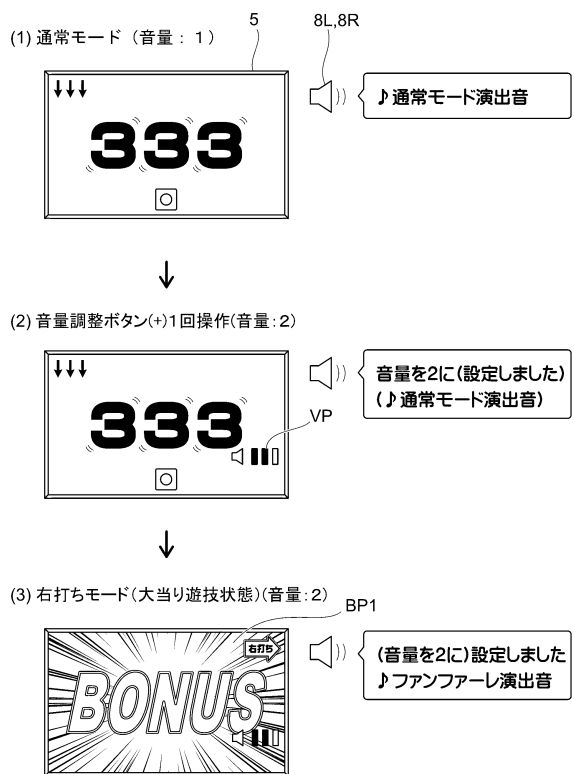 5
8L,8R
(1) 通常モード (音量: 1)
↓↓↓
333
♪通常モード演出音
↓
(2) 音量調整ボタン(+)1回操作(音量:2)
↓↓↓
333
音量を2に(設定しました)
(♪通常モード演出音)
VP
↓
(3) 右打ちモード(大当り遊技状態)(音量:2)
BP1
右打ち
BONUS
(音量を2に)設定しました
♪ファンファーレ演出音